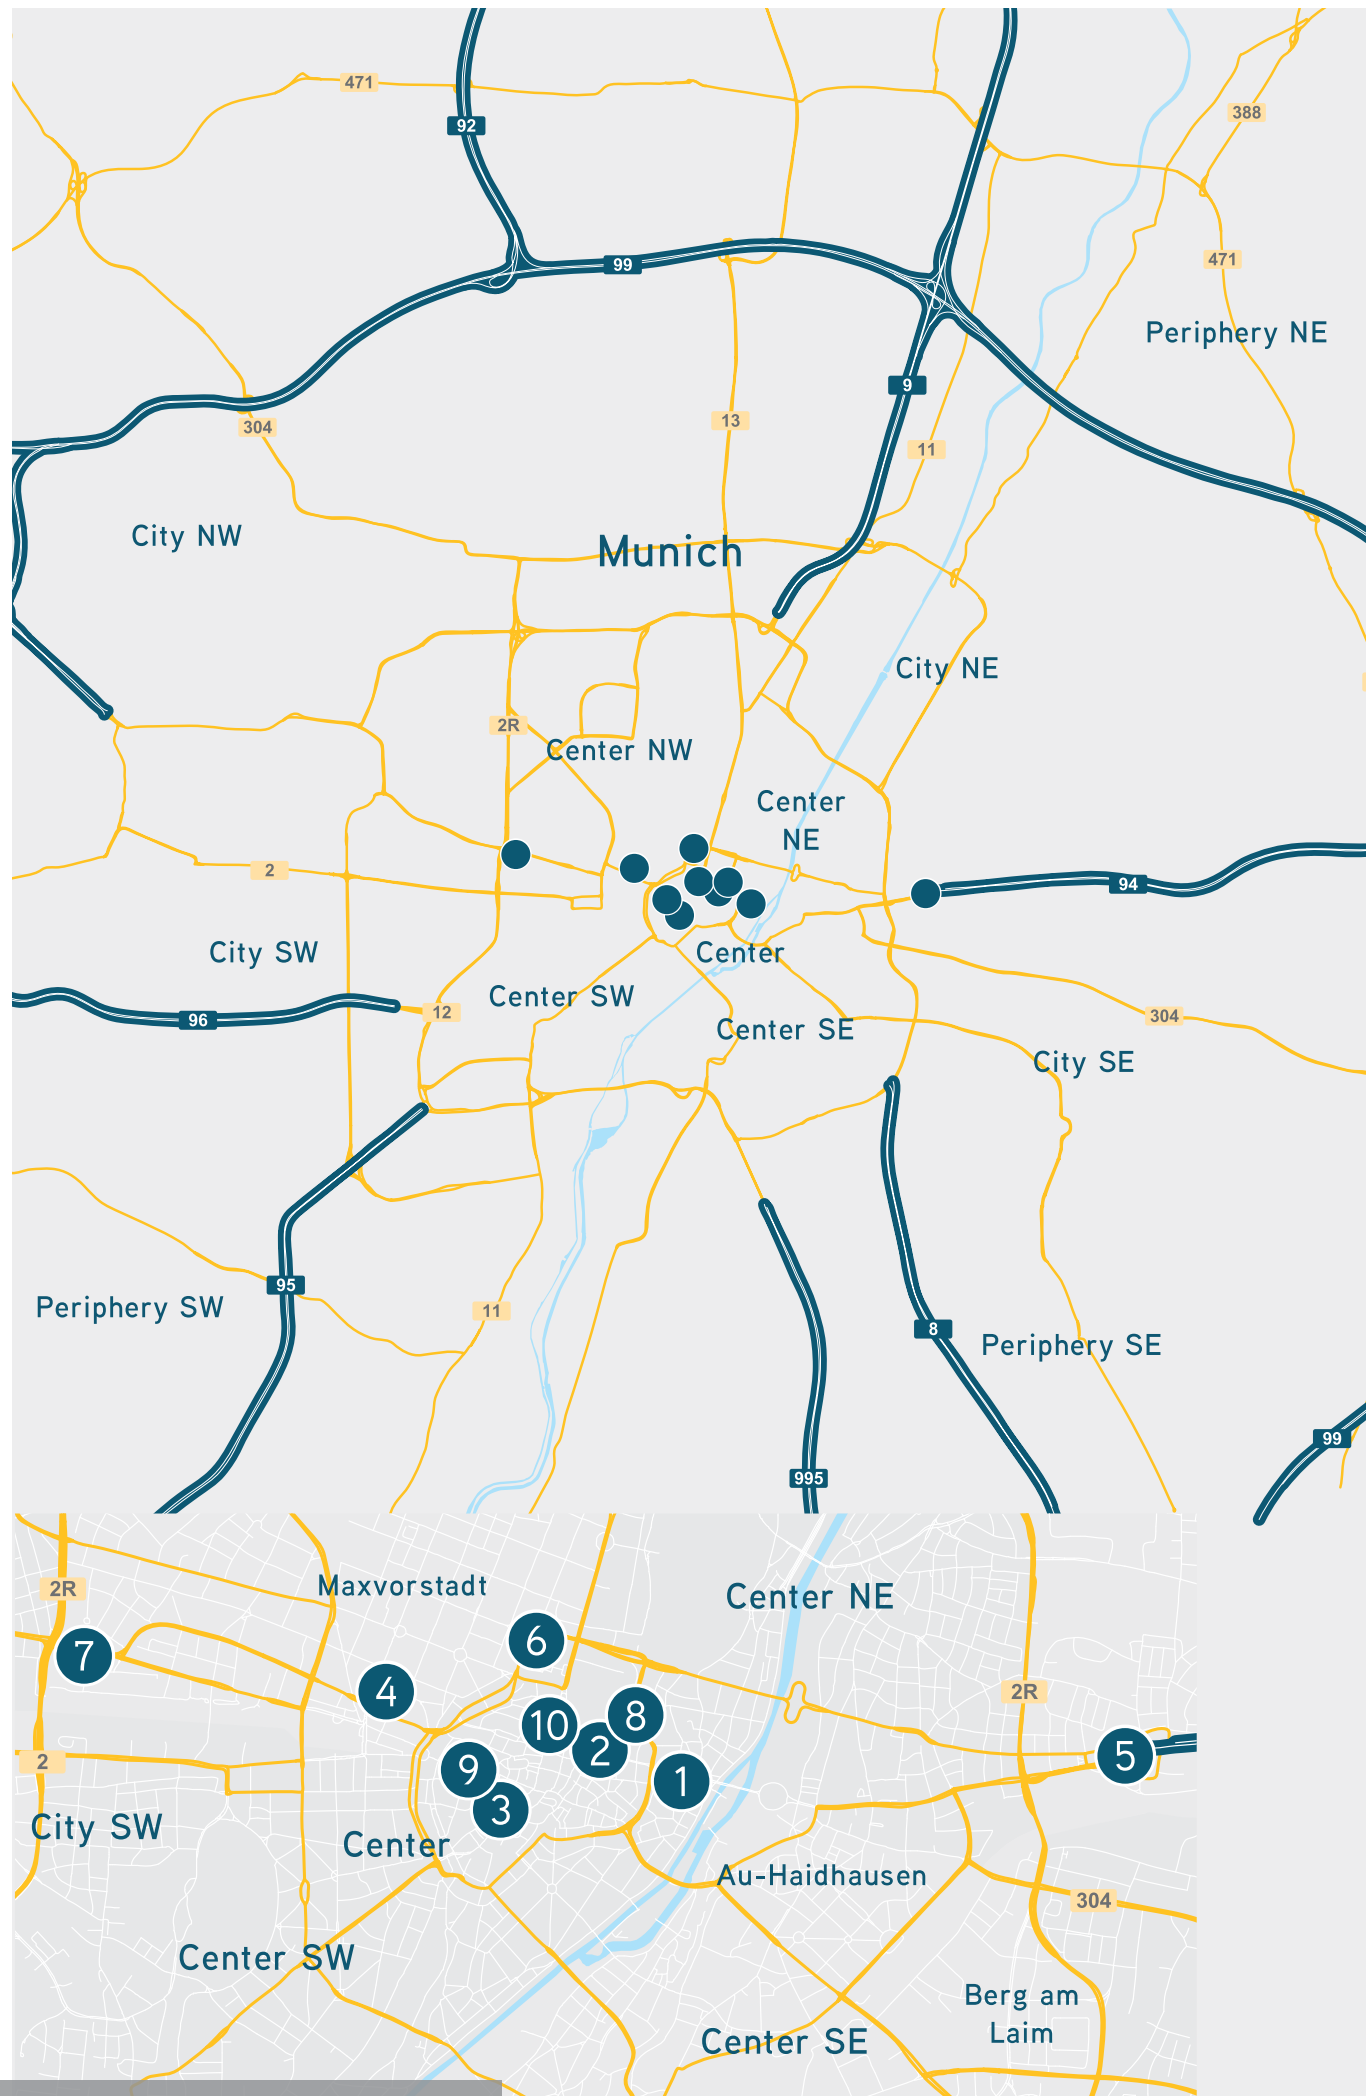 471
92
388
99
471
Periphery NE
9
13
304
11
City NW
Munich
City NE
2R
Center NW
Center
NE
2
94
City SW
Center
Center SW
12
304
96
Center SE
City SE
95
Periphery SW
11
8
Periphery SE
99
995
Maxvorstadt
2R
Center NE
6
7
4
2R
8
10
2
5
2
9
1
3
City SW
Center
Au-Haidhausen
304
Center SW
Berg am
Laim
Center SE